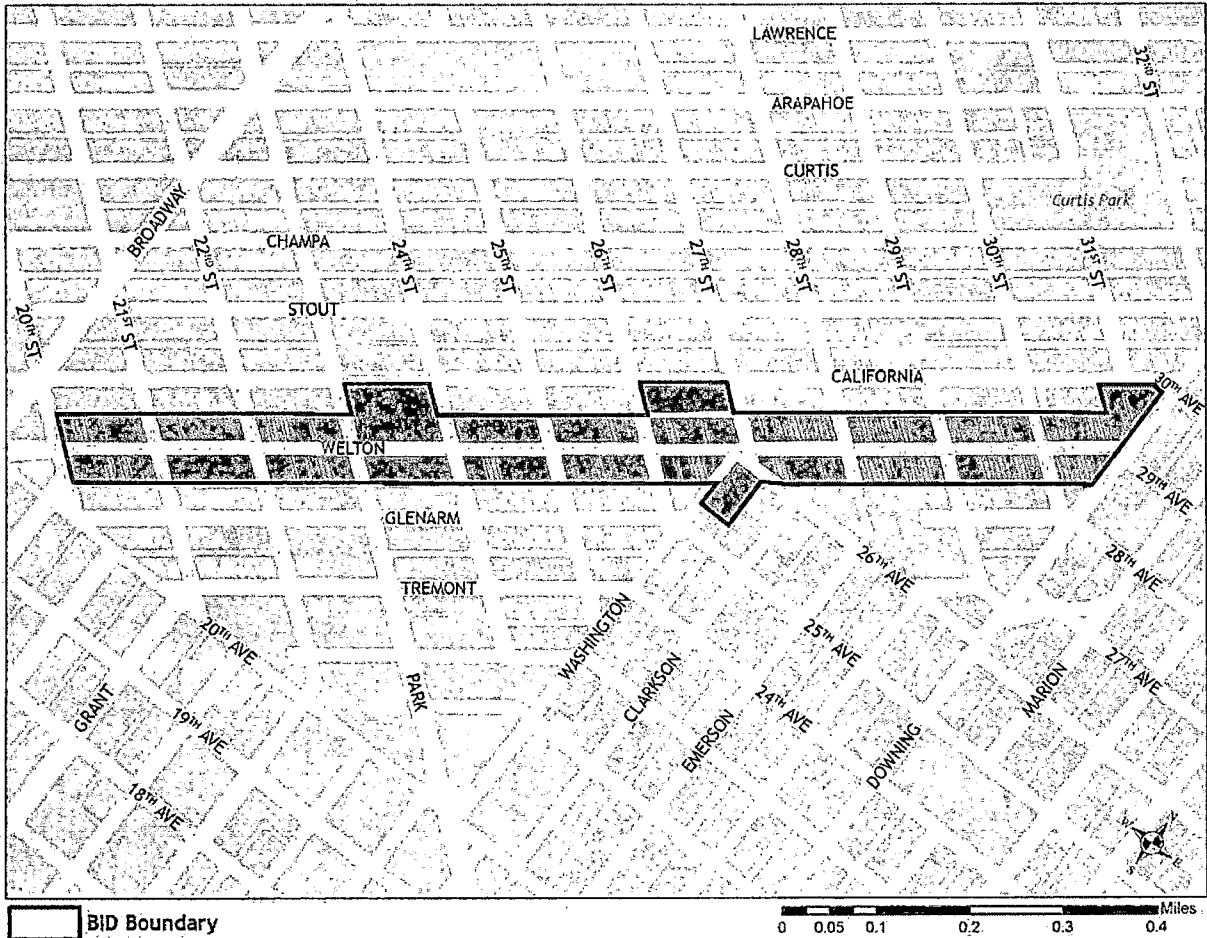 LAWRENCE
32ND ST
ARAPAHOE
CURTIS
Curtis Park
BROADWAY
22ND ST
CHAMPA
24TH ST
25TH ST
26TH ST
27TH ST
28TH ST
29TH ST
30TH ST
31ST ST
20TH ST
21ST ST
STOUT
CALIFORNIA
30TH AVE
WELTON
29TH AVE
GLENARM
26TH AVE
28TH AVE
TREMONT
20TH AVE
WASHINGTON
25TH AVE
27TH AVE
GRANT
19TH AVE
PARK
CLARKSON
24TH AVE
MARION
EMERSON
DOWNING
18TH AVE
W
N
S
E
BID Boundary
Miles
0 0.05 0.1 0.2 0.3 0.4